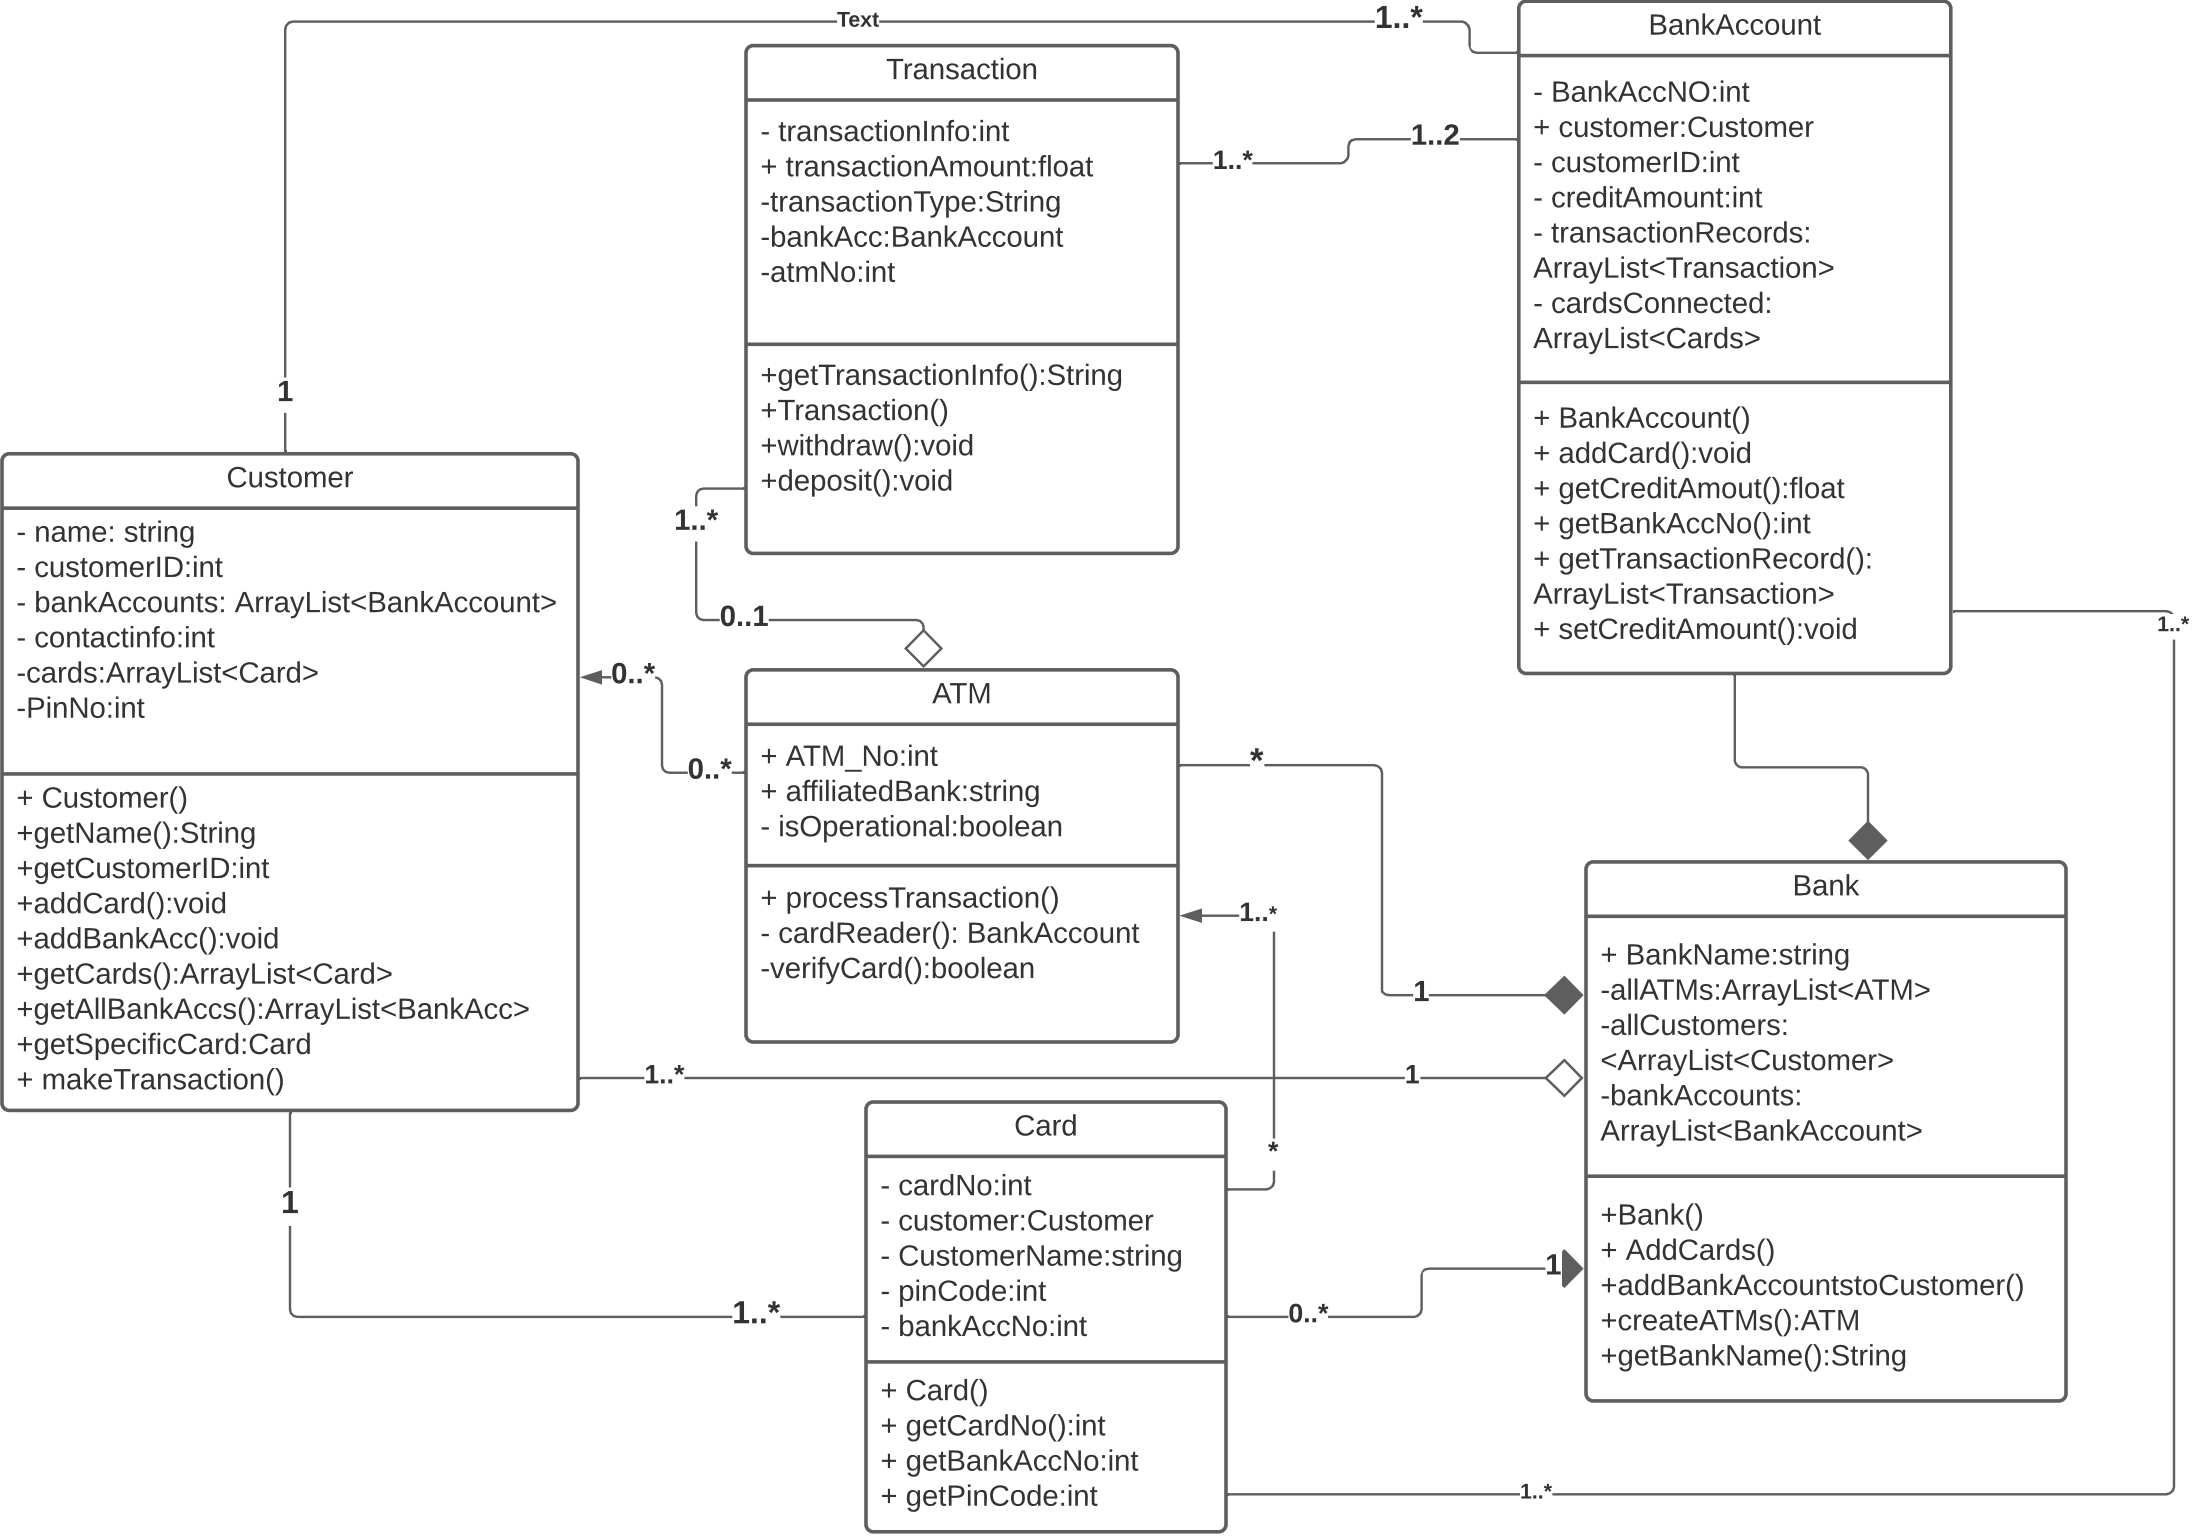 Text
1..*
1
1..*
1..2
Transaction
- transactionInfo:int
+ transactionAmount:float
-transactionType:String
-bankAcc:BankAccount
-atmNo:int
+getTransactionInfo():String
+Transaction()
+withdraw():void
+deposit():void
BankAccount
- BankAccNO:int
+ customer:Customer
- customerID:int
- creditAmount:int
- transactionRecords:
ArrayList<Transaction>
- cardsConnected:
ArrayList<Cards>
+ BankAccount()
+ addCard():void
+ getCreditAmout():float
+ getBankAccNo():int
+ getTransactionRecord():
ArrayList<Transaction>
+ setCreditAmount():void
Customer
- name: string
- customerID:int
- bankAccounts: ArrayList<BankAccount>
- contactinfo:int
-cards:ArrayList<Card>
-PinNo:int
+ Customer()
+getName():String
+getCustomerID:int
+addCard():void
+addBankAcc():void
+getCards():ArrayList<Card>
+getAllBankAccs():ArrayList<BankAcc>
+getSpecificCard:Card
+ makeTransaction()
1..*
0..1
0..*
0..*
ATM
+ ATM_No:int
+ affiliatedBank:string
- isOperational:boolean
+ processTransaction()
- cardReader(): BankAccount
-verifyCard():boolean
*
1
1..*
*
1..*
1
1..*
Bank
+ BankName:string
-allATMs:ArrayList<ATM>
-allCustomers:
<ArrayList<Customer>
-bankAccounts:
ArrayList<BankAccount>
+Bank()
+ AddCards()
+addBankAccountstoCustomer()
+createATMs():ATM
+getBankName():String
Card
- cardNo:int
- customer:Customer
- CustomerName:string
- pinCode:int
- bankAccNo:int
+ Card()
+ getCardNo():int
+ getBankAccNo:int
+ getPinCode:int
1
1..*
0..*
1
1..*